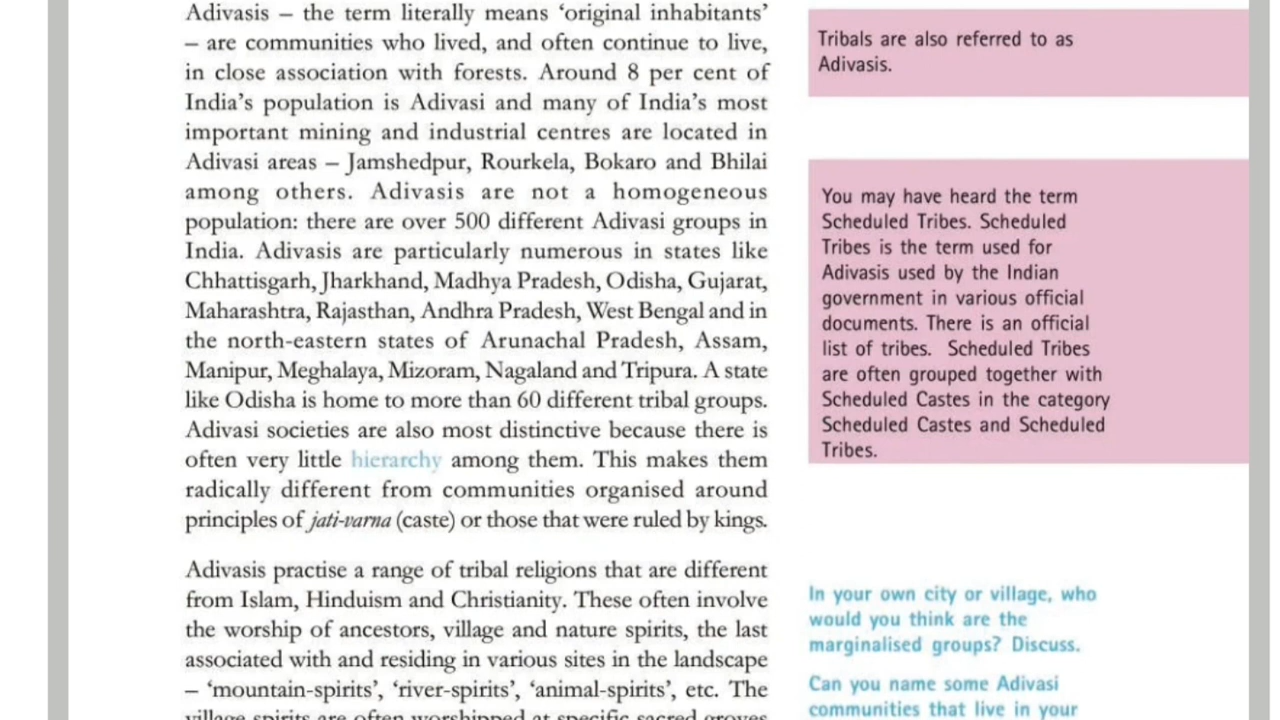 Adivasis – the term literally means ‘original inhabitants’
– are communities who lived, and often continue to live,
in close association with forests. Around 8 per cent of
India’s population is Adivasi and many of India’s most
important mining and industrial centres are located in
Adivasi areas – Jamshedpur, Rourkela, Bokaro and Bhilai
among others. Adivasis are not a homogeneous
population: there are over 500 different Adivasi groups in
India. Adivasis are particularly numerous in states like
Chhattisgarh, Jharkhand, Madhya Pradesh, Odisha, Gujarat,
Maharashtra, Rajasthan, Andhra Pradesh, West Bengal and in
the north-eastern states of Arunachal Pradesh, Assam,
Manipur, Meghalaya, Mizoram, Nagaland and Tripura. A state
like Odisha is home to more than 60 different tribal groups.
Adivasi societies are also most distinctive because there is
often very little hierarchy among them. This makes them
radically different from communities organised around
principles of jati-varna (caste) or those that were ruled by kings.
Adivasis practise a range of tribal religions that are different
from Islam, Hinduism and Christianity. These often involve
the worship of ancestors, village and nature spirits, the last
associated with and residing in various sites in the landscape
– ‘mountain-spirits’, ‘river-spirits’, ‘animal-spirits’, etc. The
village spirits are often worshipped at specific sacred groves
Tribals are also referred to as
Adivasis.
You may have heard the term
Scheduled Tribes. Scheduled
Tribes is the term used for
Adivasis used by the Indian
government in various official
documents. There is an official
list of tribes. Scheduled Tribes
are often grouped together with
Scheduled Castes in the category
Scheduled Castes and Scheduled
Tribes.
In your own city or village, who
would you think are the
marginalised groups? Discuss.
Can you name some Adivasi
communities that live in your